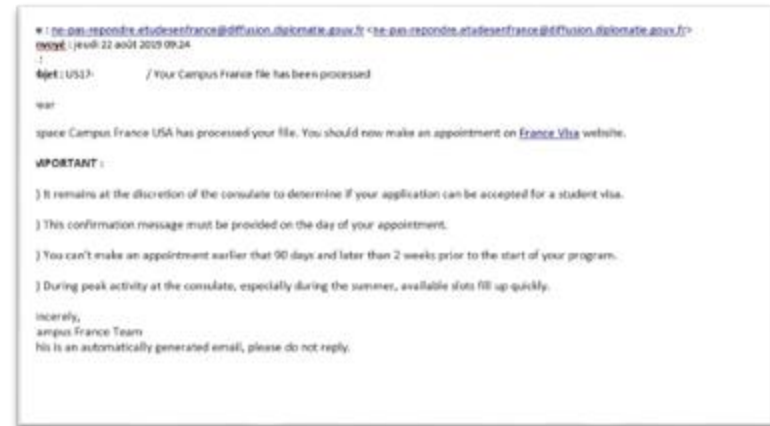 e : ne-pas-repondre.etudesenfrance@diffusion.diplomatie.gouv.fr <ne-pas-repondre.etudesenfrance@diffusion.diplomatie.gouv.fr>
nvoyé : jeudi 22 août 2019 09:24
:
bjet : US17- / Your Campus France file has been processed
ear
space Campus France USA has processed your file. You should now make an appointment on France Visa website.
MPORTANT :
) It remains at the discretion of the consulate to determine if your application can be accepted for a student visa.
) This confirmation message must be provided on the day of your appointment.
) You can't make an appointment earlier that 90 days and later than 2 weeks prior to the start of your program.
) During peak activity at the consulate, especially during the summer, available slots fill up quickly.
incerely,
ampus France Team
his is an automatically generated email, please do not reply.